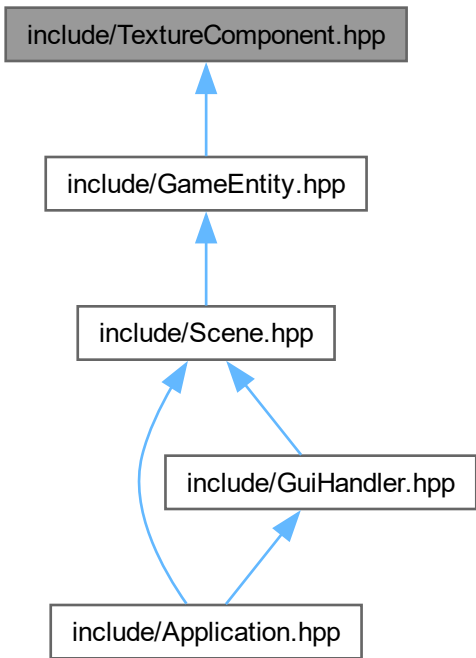 include/TextureComponent.hpp
include/GameEntity.hpp
include/Scene.hpp
include/GuiHandler.hpp
include/Application.hpp